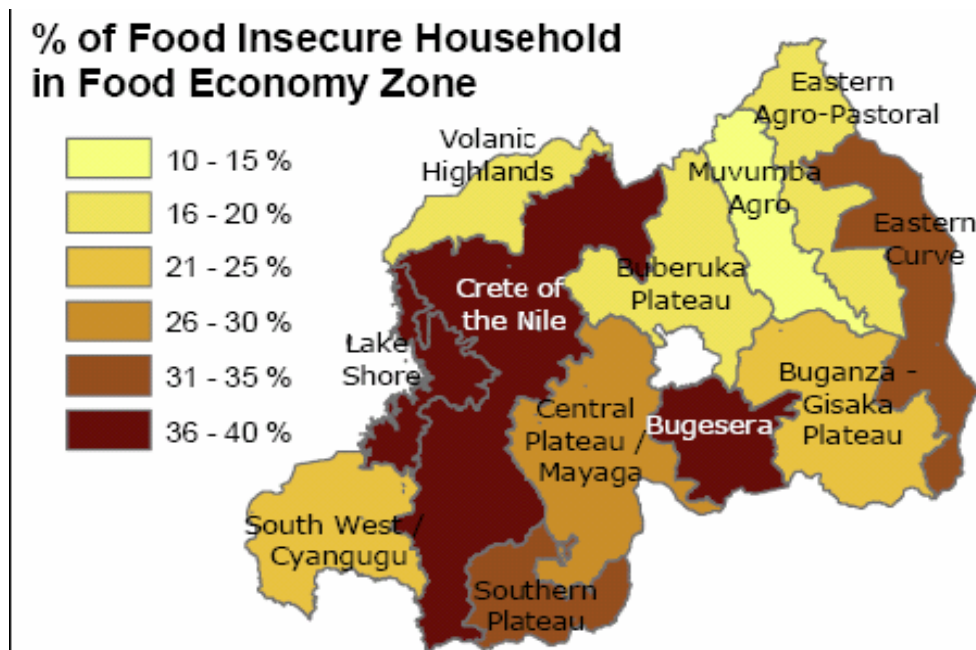 % of Food Insecure Household
in Food Economy Zone
10 - 15 %
16 - 20 %
21 - 25 %
26 - 30 %
31 - 35 %
36 - 40 %
Volanic
Highlands
Eastern
Agro-Pastoral
Muvumba
Agro
Eastern
Curve
Buberuka
Plateau
Crete of
the Nile
Lake
Shore
Buganza -
Gisaka
Plateau
Central
Plateau /
Mayaga
Bugesera
South West /
Cyangugu
Southern
Plateau